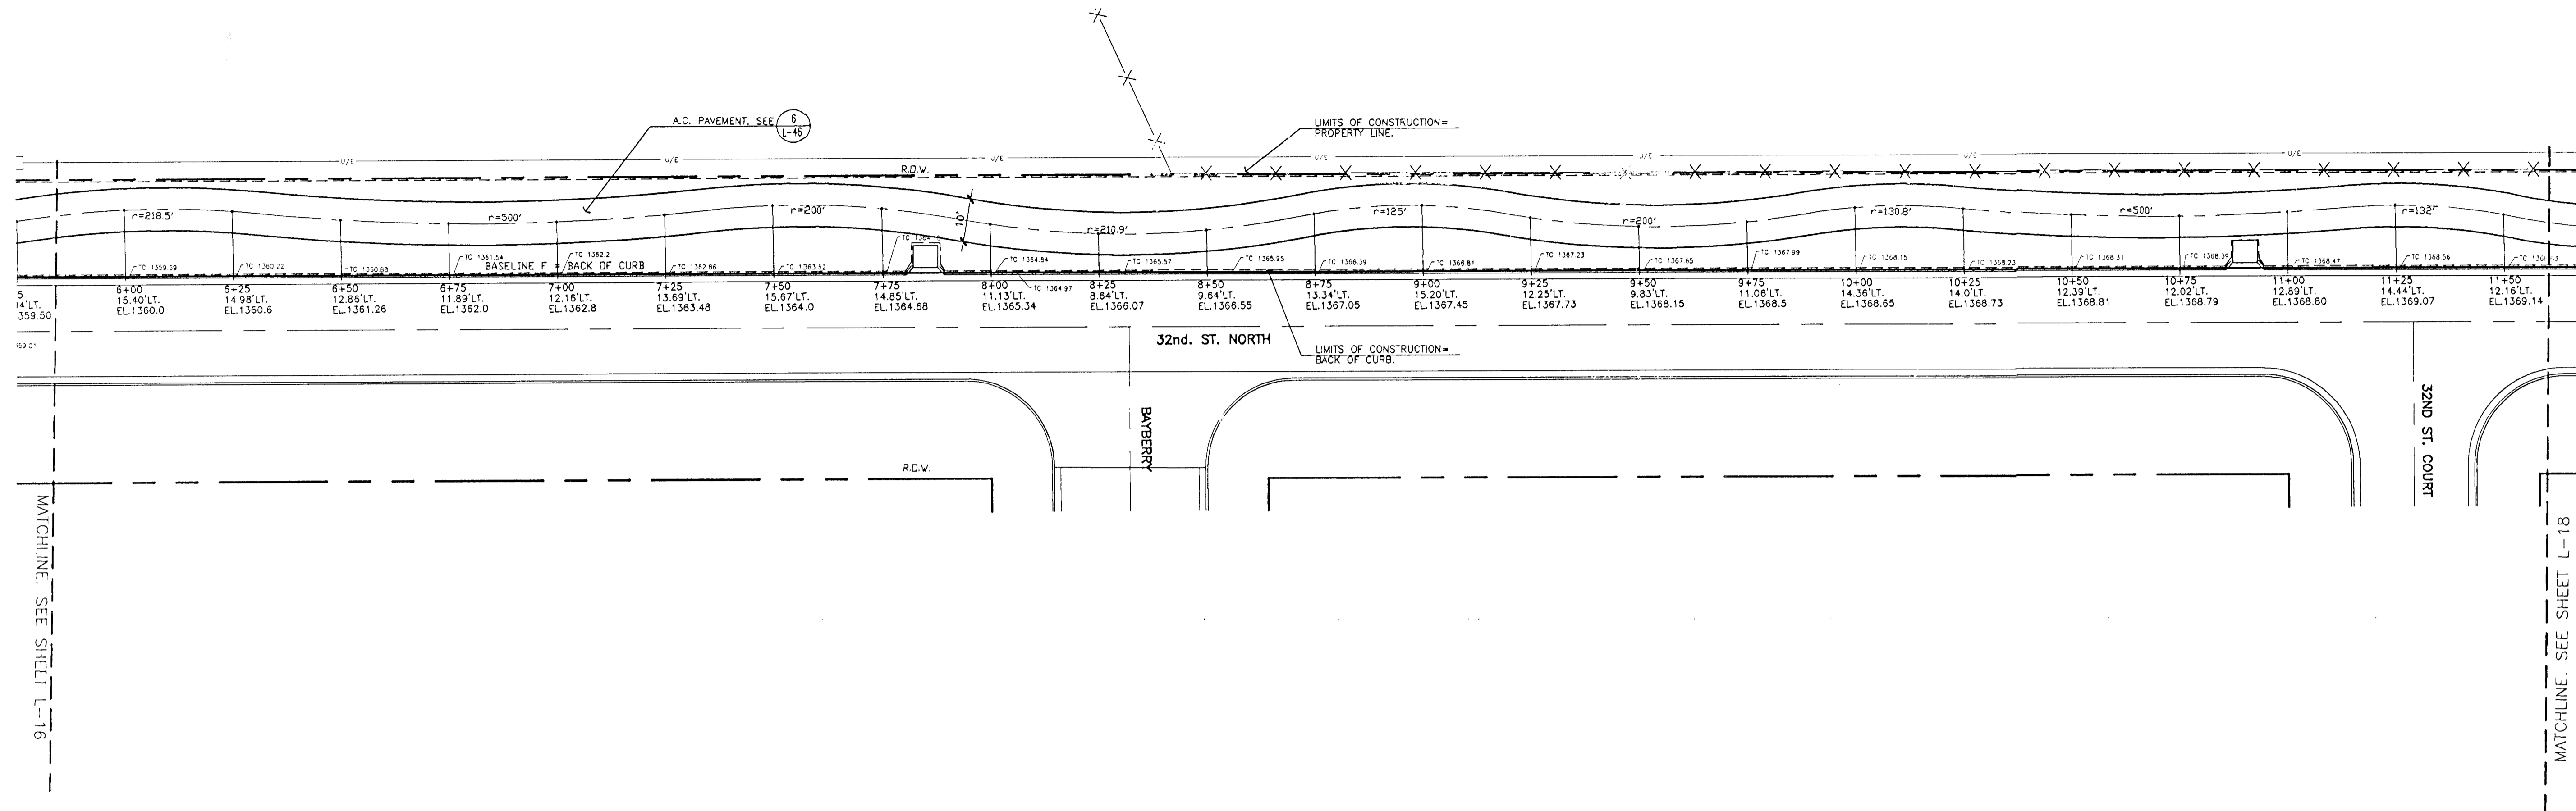 A.C. PAVEMENT. SEE
6
L-46
LIMITS OF CONSTRUCTION=
PROPERTY LINE.
U/E
U/E
U/E
U/E
U/E
U/E
U/E
R.O.W.
r=218.5'
r=500'
r=200'
10'
r=210.9'
r=125'
r=200'
r=130.8'
r=500'
r=132'
TC 1359.59
TC 1360.22
TC 1360.88
TC 1361.54
TC 1362.2
TC 1362.86
TC 1363.52
TC 1364.84
TC 1364.97
TC 1365.57
TC 1365.95
TC 1366.39
TC 1366.81
TC 1367.23
TC 1367.65
TC 1367.99
TC 1368.15
TC 1368.23
TC 1368.31
TC 1368.39
TC 1368.47
TC 1368.56
BASELINE F = BACK OF CURB
5
4'LT.
359.50
6+00
15.40'LT.
EL.1360.0
6+25
14.98'LT.
EL.1360.6
6+50
12.86'LT.
EL.1361.26
6+75
11.89'LT.
EL.1362.0
7+00
12.16'LT.
EL.1362.8
7+25
13.69'LT.
EL.1363.48
7+50
15.67'LT.
EL.1364.0
7+75
14.85'LT.
EL.1364.68
8+00
11.13'LT.
EL.1365.34
8+25
8.64'LT.
EL.1366.07
8+50
9.64'LT.
EL.1366.55
8+75
13.34'LT.
EL.1367.05
9+00
15.20'LT.
EL.1367.45
9+25
12.25'LT.
EL.1367.73
9+50
9.83'LT.
EL.1368.15
9+75
11.06'LT.
EL.1368.5
10+00
14.36'LT.
EL.1368.65
10+25
14.0'LT.
EL.1368.73
10+50
12.39'LT.
EL.1368.81
10+75
12.02'LT.
EL.1368.79
11+00
12.89'LT.
EL.1368.80
11+25
14.44'LT.
EL.1369.07
11+50
12.16'LT.
EL.1369.14
32nd. ST. NORTH
LIMITS OF CONSTRUCTION=
BACK OF CURB.
BAYBERRY
32ND ST. COURT
R.O.W.
MATCHLINE. SEE SHEET L-16
MATCHLINE. SEE SHEET L-18